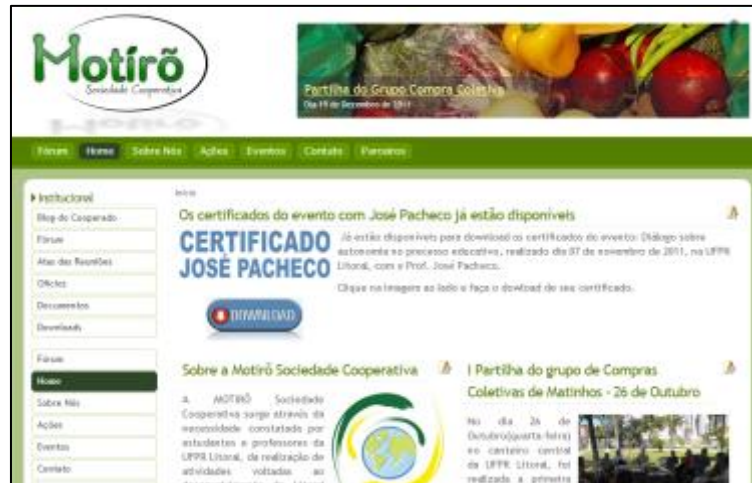 Motirõ
Sociedade Cooperativa
Partilha do Grupo Compra Coletiva
Dia 19 de Dezembro de 2011
Fórum Home Sobre Nós Ações Eventos Contato Parceiros
Institucional
Blog do Cooperado
Fórum
Atas das Reuniões
Ofícios
Documentos
Downloads
Fórum
Home
Sobre Nós
Ações
Eventos
Contato
Início
Os certificados do evento com José Pacheco já estão disponíveis
CERTIFICADO
JOSÉ PACHECO
DOWNLOAD
Já estão disponíveis para download os certificados do evento: Diálogo sobre
autonomia no processo educativo, realizado dia 07 de novembro de 2011, na UFPR
Litoral, com o Prof. José Pacheco.
Clique na imagem ao lado e faça o dowload de seu certificado.
Sobre a Motirõ Sociedade Cooperativa
A MOTIRÕ Sociedade
Cooperativa surge através da
necessidade constatada por
estudantes e professores da
UFPR Litoral, da realização de
atividades voltadas ao
I Partilha do grupo de Compras
Coletivas de Matinhos - 26 de Outubro
No dia 26 de
Outubro(quarta-feira)
no canteiro central
da UFPR Litoral, foi
realizada a primeira